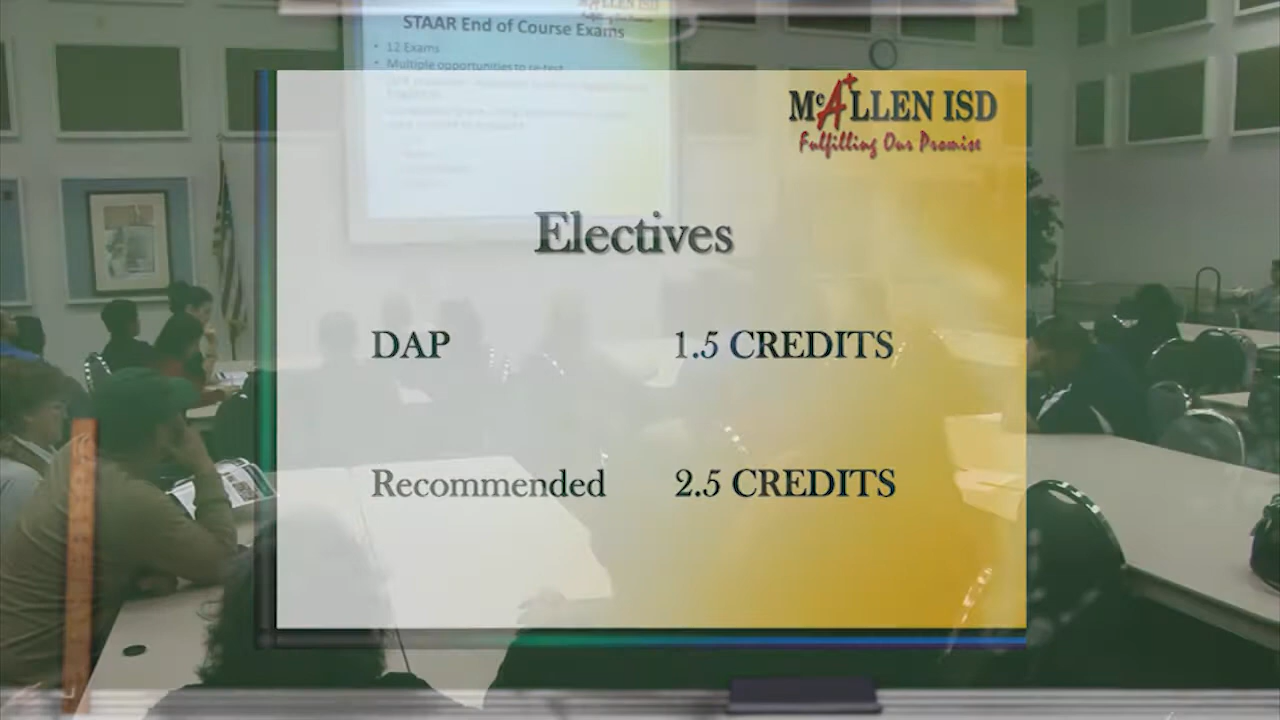 STAAR End of Course Exams
• 12 Exams
• Multiple opportunities to re-test
McALLEN ISD
Fulfilling Our Promise
Electives
DAP 1.5 CREDITS
Recommended 2.5 CREDITS